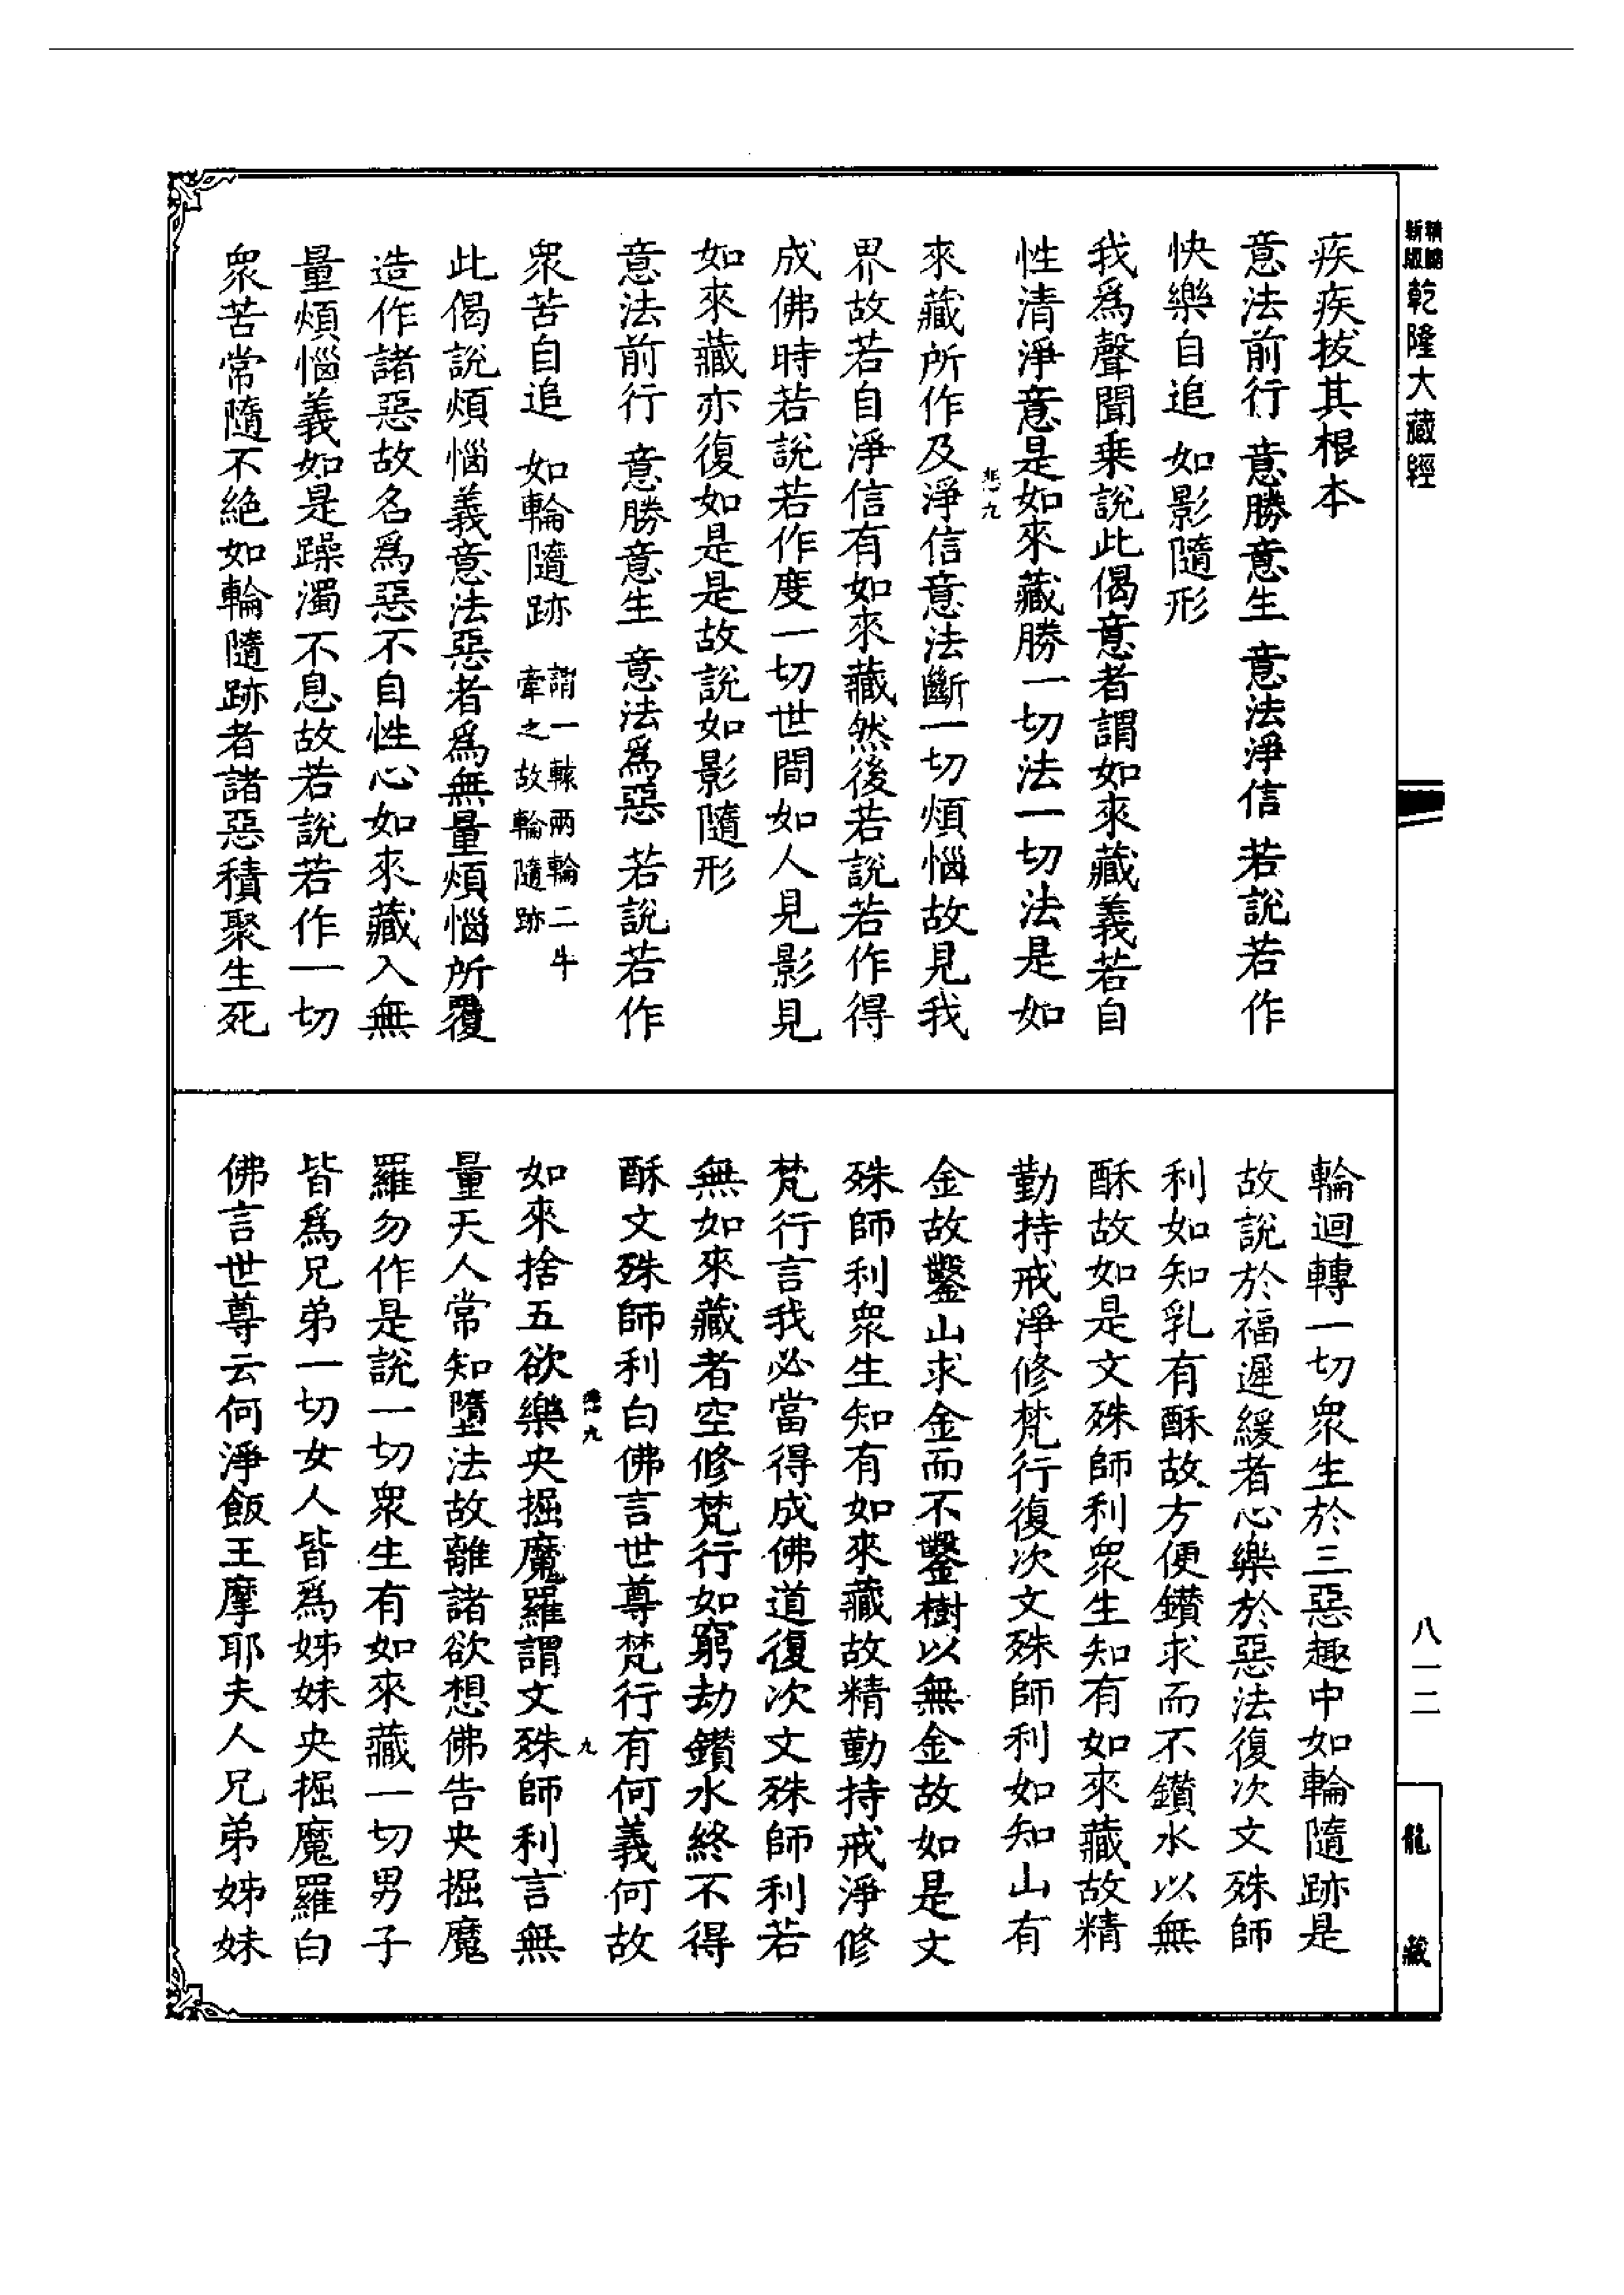 新版
精縮
乾隆大藏經
疾疾拔其根本
意法前行 意勝意生 意法淨信 若說若作
快樂自追 如影隨形
我爲聲聞乗說此偈意者謂如來藏義若自
性清淨意是如來藏勝一切法一切法是如
來藏所作及淨信意法斷一切煩惱故見我
界故若自淨信有如來藏然後若說若作得
成佛時若說若作度一切世間如人見影見
如來藏亦復如是是故說如影隨形
意法前行 意勝意生 意法爲惡 若說若作
衆苦自追 如輪隨跡
謂一轅兩輪二牛
牽之故輪隨跡
此偈說煩惱義意法惡者爲無量煩惱所覆
造作諸惡故名爲惡不自性心如來藏入無
量煩惱義如是躁濁不息故若說若作一切
衆苦常隨不絕如輪隨跡者諸惡積聚生死
輪迴轉一切衆生於三惡趣中如輪隨跡是
故說於福遲緩者心樂於惡法復次文殊師
利如知乳有酥故方便鑽求而不鑽水以無
酥故如是文殊師利衆生知有如來藏故精
勤持戒淨修梵行復次文殊師利如知山有
金故鑿山求金而不鑿樹以無金故如是文
殊師利衆生知有如來藏故精勤持戒淨修
梵行言我必當得成佛道復次文殊師利若
無如來藏者空修梵行如窮劫鑽水終不得
酥文殊師利白佛言世尊梵行有何義何故
如來捨五欲樂央掘魔羅謂文殊師利言無
量天人常知墮法故離諸欲想佛告央掘魔
羅勿作是說一切衆生有如來藏一切男子
皆爲兄弟一切女人皆爲姊妹央掘魔羅白
佛言世尊云何淨飯王摩耶夫人兄弟姊妹
九
八一二
龍藏